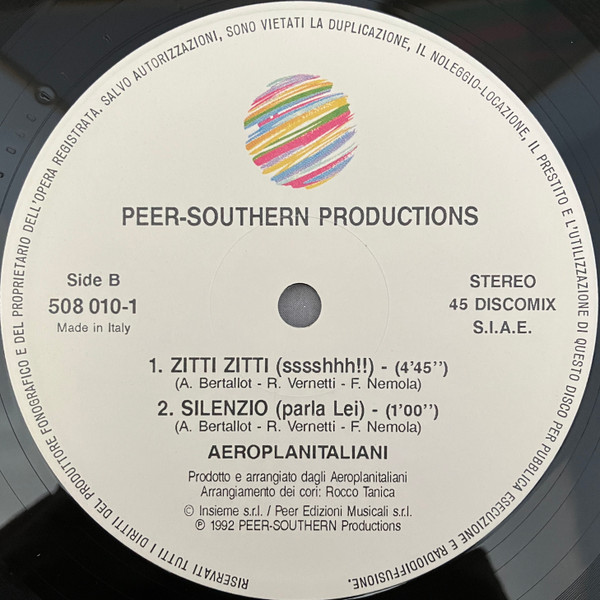 RISERVATI TUTTI I DIRITTI DEL PRODUTTORE FONOGRAFICO E DEL PROPRIETARIO DELL'OPERA REGISTRATA. SALVO AUTORIZZAZIONI, SONO VIETATI LA DUPLICAZIONE, IL NOLEGGIO-LOCAZIONE, IL PRESTITO E L'UTILIZZAZIONE DI QUESTO DISCO PER PUBBLICA ESECUZIONE E RADIODIFFUSIONE.
PEER-SOUTHERN PRODUCTIONS
Side B
508 010-1
Made in Italy
STEREO
45 DISCOMIX
S.I.A.E.
1. ZITTI ZITTI (sssshhh!!) - (4'45'')
(A. Bertallot - R. Vernetti - F. Nemola)
2. SILENZIO (parla Lei) - (1'00'')
(A. Bertallot - R. Vernetti - F. Nemola)
AEROPLANITALIANI
Prodotto e arrangiato dagli Aeroplanitaliani
Arrangiamento dei cori: Rocco Tanica
© Insieme s.r.l. / Peer Edizioni Musicali s.r.l.
℗ 1992 PEER-SOUTHERN Productions